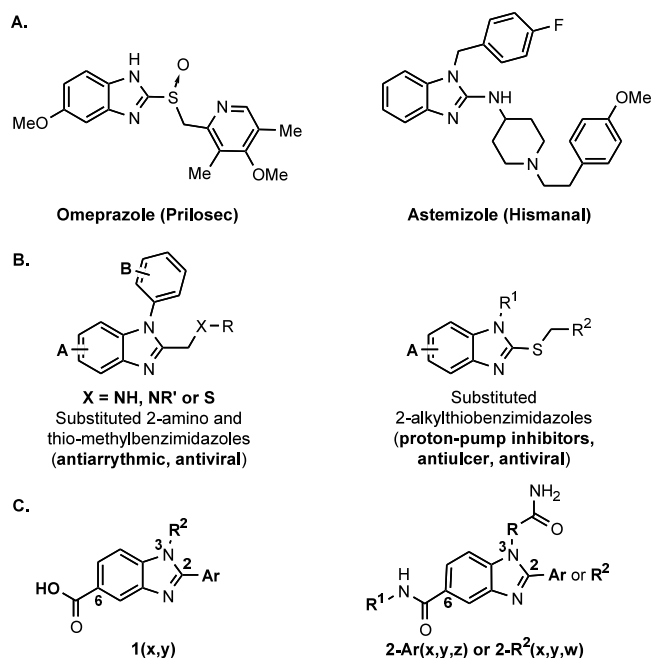 A.
H
N
O
S
N
MeO
N
Me
OMe
Me
Omeprazole (Prilosec)
F
N
NH
N
OMe
N
Astemizole (Hismanal)
B.
B
N
X–R
A
N
X = NH, NR' or S
Substituted 2-amino and
thio-methylbenzimidazoles
(antiarrythmic, antiviral)
R¹
N
R²
A
S
N
Substituted
2-alkylthiobenzimidazoles
(proton-pump inhibitors,
antiulcer, antiviral)
C.
R²
3 N
2
Ar
HO
6
N
O
1(x,y)
NH₂
R
O
3 N
2
Ar or R²
H
N
R¹
6
N
O
2-Ar(x,y,z) or 2-R²(x,y,w)